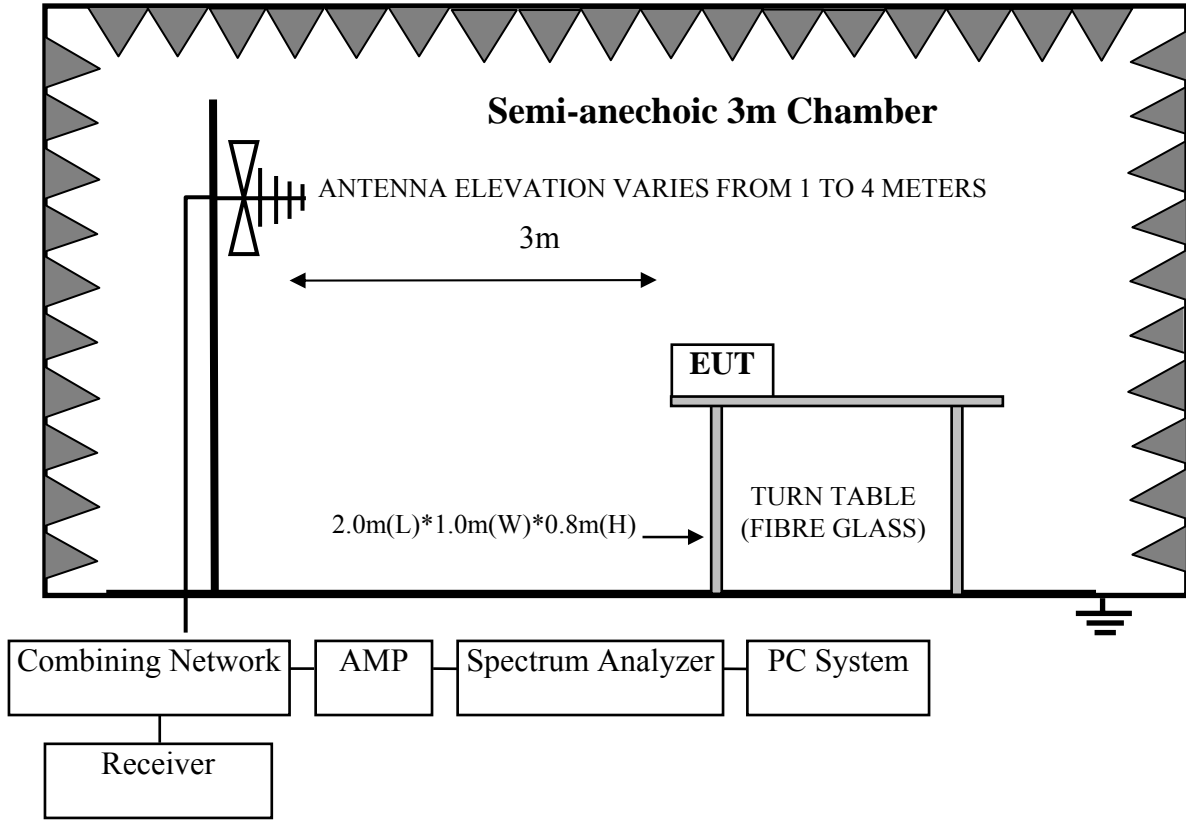 Semi-anechoic 3m Chamber
ANTENNA ELEVATION VARIES FROM 1 TO 4 METERS
3m
EUT
TURN TABLE
(FIBRE GLASS)
2.0m(L)*1.0m(W)*0.8m(H)
Combining Network
AMP
Spectrum Analyzer
PC System
Receiver